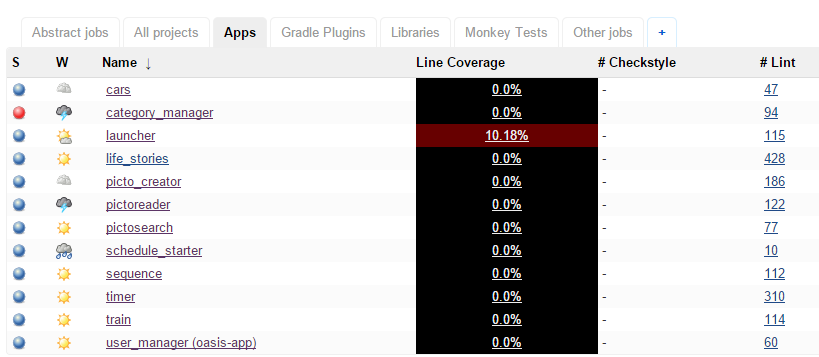 Abstract jobs All projects Apps Gradle Plugins Libraries Monkey Tests Other jobs +
S W Name ↓ Line Coverage # Checkstyle # Lint
cars 0.0% - 47
category_manager 0.0% - 94
launcher 10.18% - 115
life_stories 0.0% - 428
picto_creator 0.0% - 186
pictoreader 0.0% - 122
pictosearch 0.0% - 77
schedule_starter 0.0% - 10
sequence 0.0% - 112
timer 0.0% - 310
train 0.0% - 114
user_manager (oasis-app) 0.0% - 60